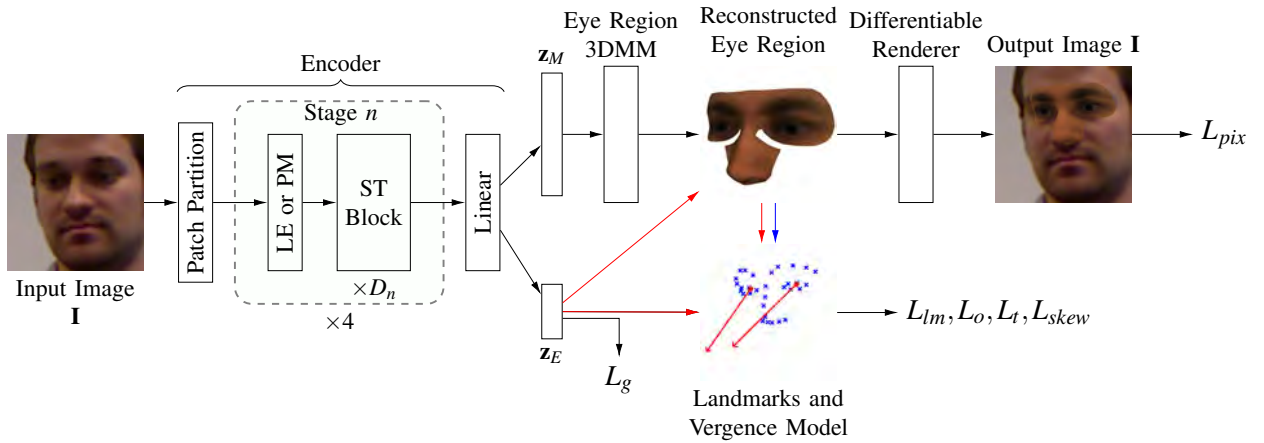 Encoder
Stage n
Patch Partition
LE or PM
ST
Block
×Dₙ
×4
Linear
Input Image
I
z_M
z_E
L_g
Eye Region
3DMM
Reconstructed
Eye Region
Differentiable
Renderer
Output Image I
L_pix
L_lm, L_o, L_t, L_skew
Landmarks and
Vergence Model